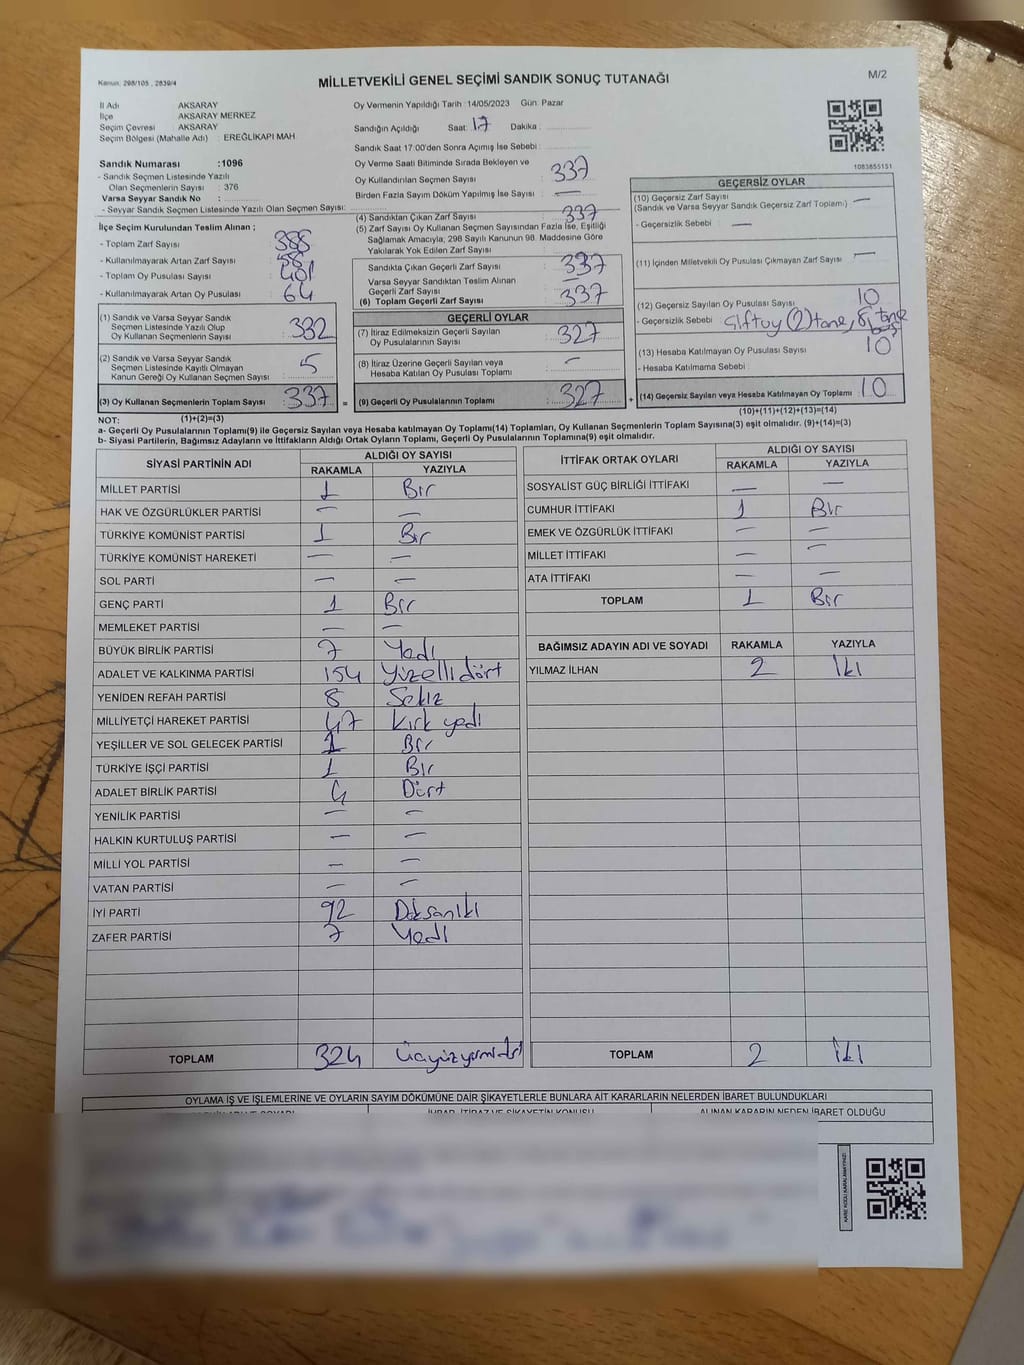 Kanun: 298/105 , 2839/4
MİLLETVEKİLİ GENEL SEÇİMİ SANDIK SONUÇ TUTANAĞI
M/2
İl Adı AKSARAY
İlçe AKSARAY MERKEZ
Seçim Çevresi AKSARAY
Seçim Bölgesi (Mahalle Adı) : EREĞLİKAPI MAH
Sandık Numarası :1096
- Sandık Seçmen Listesinde Yazılı
Olan Seçmenlerin Sayısı : 376
Varsa Seyyar Sandık No :
- Seyyar Sandık Seçmen Listesinde Yazılı Olan Seçmen Sayısı:
İlçe Seçim Kurulundan Teslim Alınan ;
- Toplam Zarf Sayısı : 388
- Kullanılmayarak Artan Zarf Sayısı :
- Toplam Oy Pusulası Sayısı : 401
- Kullanılmayarak Artan Oy Pusulası : 64
(1) Sandık ve Varsa Seyyar Sandık
Seçmen Listesinde Yazılı Olup
Oy Kullanan Seçmenlerin Sayısı : 332
(2) Sandık ve Varsa Seyyar Sandık
Seçmen Listesinde Kayıtlı Olmayan
Kanun Gereği Oy Kullanan Seçmen Sayısı : 5
(3) Oy Kullanan Seçmenlerin Toplam Sayısı : 337 =
(1)+(2)=(3)
Oy Vermenin Yapıldığı Tarih : 14/05/2023 Gün: Pazar
Sandığın Açıldığı Saat: 17 Dakika :
Sandık Saat 17:00'den Sonra Açımış İse Sebebi :
Oy Verme Saati Bitiminde Sırada Bekleyen ve
Oy Kullandırılan Seçmen Sayısı : 337
Birden Fazla Sayım Döküm Yapılmış İse Sayısı : —
(4) Sandıktan Çıkan Zarf Sayısı : 337
(5) Zarf Sayısı Oy Kullanan Seçmen Sayısından Fazla İse, Eşitliği
Sağlamak Amacıyla, 298 Sayılı Kanunun 98. Maddesine Göre
Yakılarak Yok Edilen Zarf Sayısı :
Sandıkta Çıkan Geçerli Zarf Sayısı : 337
Varsa Seyyar Sandıktan Teslim Alınan
Geçerli Zarf Sayısı : —
(6) Toplam Geçerli Zarf Sayısı : 337
GEÇERLİ OYLAR
(7) İtiraz Edilmeksizin Geçerli Sayılan
Oy Pusulasının Sayısı : 327
(8) İtiraz Üzerine Geçerli Sayılan veya
Hesaba Katılan Oy Pusulası Toplamı : —
(9) Geçerli Oy Pusulalarının Toplamı : 327 +
1083855151
GEÇERSİZ OYLAR
(10) Geçersiz Zarf Sayısı
(Sandık ve Varsa Seyyar Sandık Geçersiz Zarf Toplamı) : —
- Geçersizlik Sebebi : —
(11) İçinden Milletvekili Oy Pusulası Çıkmayan Zarf Sayısı : —
(12) Geçersiz Sayılan Oy Pusulası Sayısı : 10
- Geçersizlik Sebebi : çift oy (2) tane, 8 tane
boş
(13) Hesaba Katılmayan Oy Pusulası Sayısı : 10
- Hesaba Katılmama Sebebi :
(14) Geçersiz Sayılan veya Hesaba Katılmayan Oy Toplamı : 10
(10)+(11)+(12)+(13)=(14)
NOT:
a- Geçerli Oy Pusulalarının Toplamı(9) ile Geçersiz Sayılan veya Hesaba katılmayan Oy Toplamı(14) Toplamları, Oy Kullanan Seçmenlerin Toplam Sayısına(3) eşit olmalıdır. (9)+(14)=(3)
b- Siyasi Partilerin, Bağımsız Adayların ve İttifakların Aldığı Ortak Oyların Toplamı, Geçerli Oy Pusulalarının Toplamına(9) eşit olmalıdır.
SİYASİ PARTİNİN ADI ALDIĞI OY SAYISI
RAKAMLA YAZIYLA
MİLLET PARTİSİ 1 Bir
HAK VE ÖZGÜRLÜKLER PARTİSİ — —
TÜRKİYE KOMÜNİST PARTİSİ 1 Bir
TÜRKİYE KOMÜNİST HAREKETİ — —
SOL PARTİ — —
GENÇ PARTİ 1 Bir
MEMLEKET PARTİSİ — —
BÜYÜK BİRLİK PARTİSİ 7 Yedi
ADALET VE KALKINMA PARTİSİ 154 Yüzelli dört
YENİDEN REFAH PARTİSİ 8 Sekiz
MİLLİYETÇİ HAREKET PARTİSİ 47 Kırk yedi
YEŞİLLER VE SOL GELECEK PARTİSİ 1 Bir
TÜRKİYE İŞÇİ PARTİSİ 1 Bir
ADALET BİRLİK PARTİSİ 4 Dört
YENİLİK PARTİSİ — —
HALKIN KURTULUŞ PARTİSİ — —
MİLLİ YOL PARTİSİ — —
VATAN PARTİSİ — —
İYİ PARTİ 92 Doksaniki
ZAFER PARTİSİ 7 Yedi
TOPLAM 324
İTTİFAK ORTAK OYLARI ALDIĞI OY SAYISI
RAKAMLA YAZIYLA
SOSYALİST GÜÇ BİRLİĞİ İTTİFAKI — —
CUMHUR İTTİFAKI 1 Bir
EMEK VE ÖZGÜRLÜK İTTİFAKI — —
MİLLET İTTİFAKI — —
ATA İTTİFAKI — —
TOPLAM 1 Bir
BAĞIMSIZ ADAYIN ADI VE SOYADI RAKAMLA YAZIYLA
YILMAZ İLHAN 2 İki
TOPLAM 2 İki
OYLAMA İŞ VE İŞLEMLERİNE VE OYLARIN SAYIM DÖKÜMÜNE DAİR ŞİKAYETLERLE BUNLARA AİT KARARLARIN NELERDEN İBARET BULUNDUKLARI
İHBAR, İTİRAZ VE ŞİKAYETİN KONUSU ALINAN KARARIN NEDEN İBARET OLDUĞU
KARE KODU KARALAMAYINIZ!